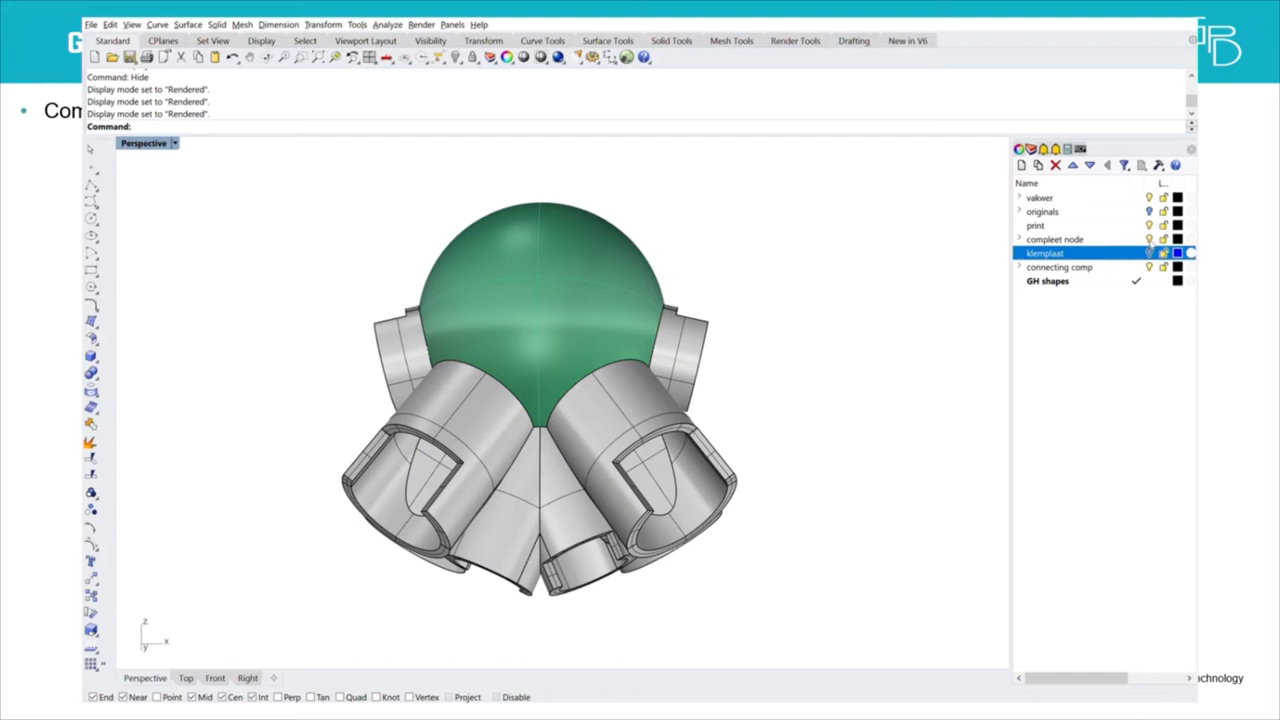 G
PD
• Com
File Edit View Curve Surface Solid Mesh Dimension Transform Tools Analyze Render Panels Help
Standard CPlanes Set View Display Select Viewport Layout Visibility Transform Curve Tools Surface Tools Solid Tools Mesh Tools Render Tools Drafting New in V6
Command: Hide
Display mode set to "Rendered".
Display mode set to "Rendered".
Display mode set to "Rendered".
Command:
Perspective
Name L...
vakwer
originals
print
compleet node
klemplaat
connecting comp
GH shapes
z
x
y
Perspective Top Front Right
echnology
End Near Point Mid Cen Int Perp Tan Quad Knot Vertex Project Disable